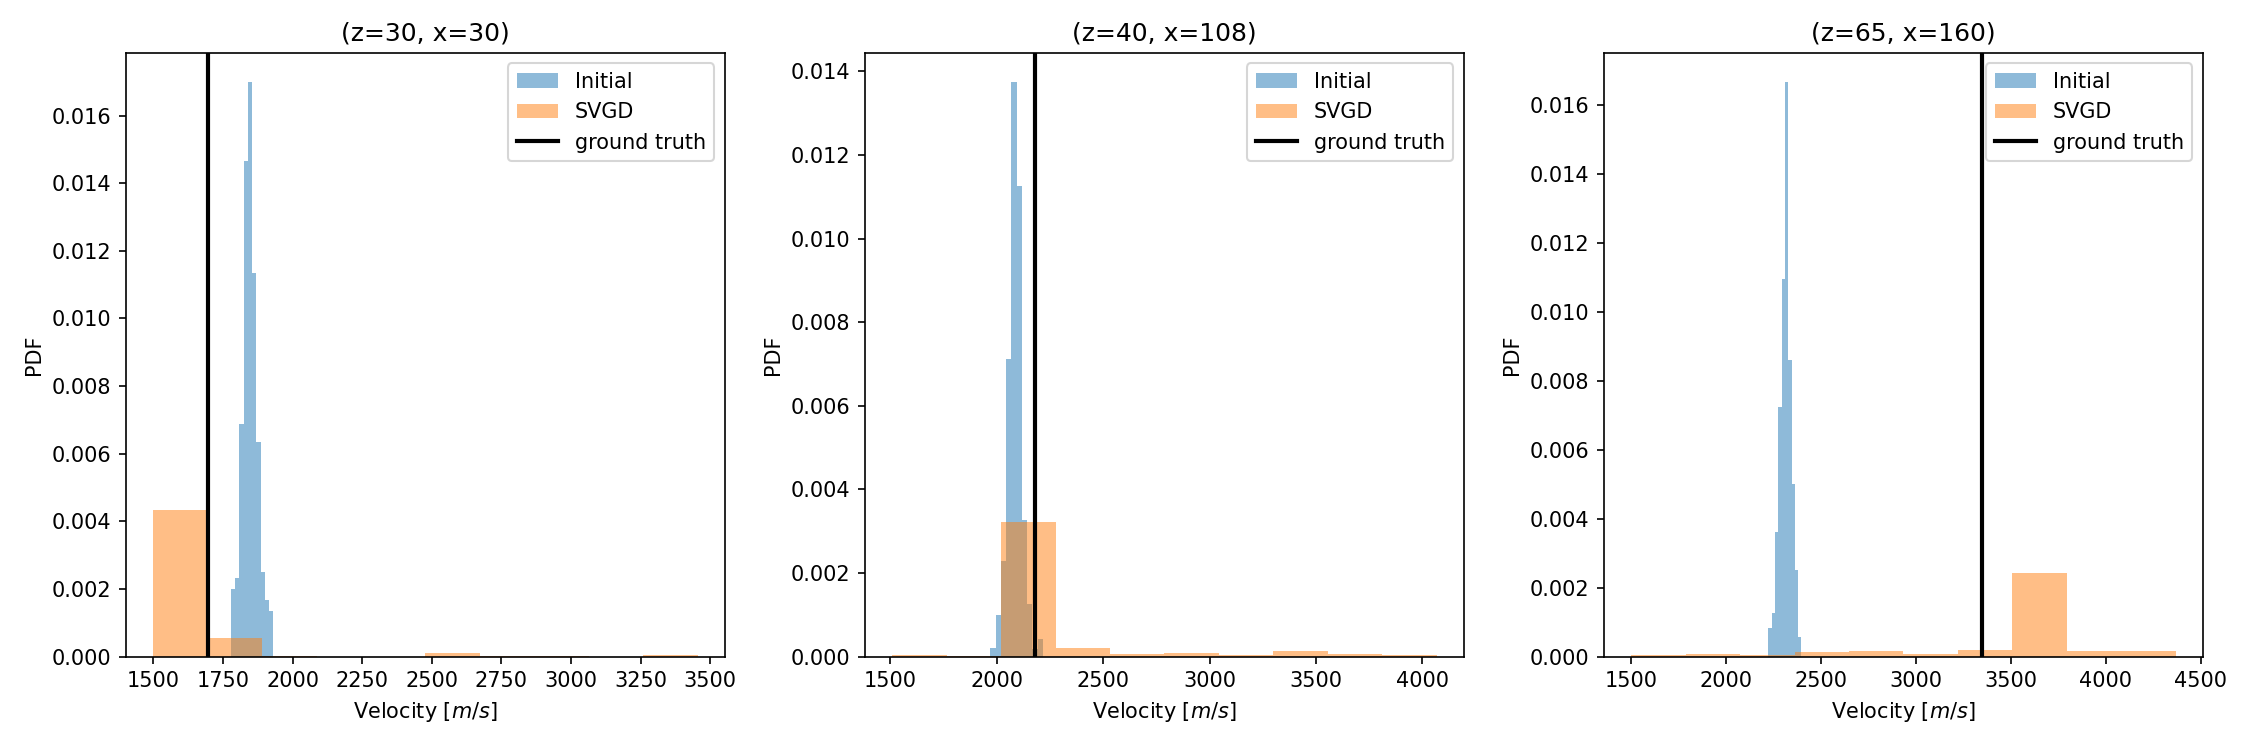 (z=30, x=30)
Initial
SVGD
ground truth
PDF
0.016
0.014
0.012
0.010
0.008
0.006
0.004
0.002
0.000
1500 1750 2000 2250 2500 2750 3000 3250 3500
Velocity [m/s]
(z=40, x=108)
Initial
SVGD
ground truth
PDF
0.014
0.012
0.010
0.008
0.006
0.004
0.002
0.000
1500 2000 2500 3000 3500 4000
Velocity [m/s]
(z=65, x=160)
Initial
SVGD
ground truth
PDF
0.016
0.014
0.012
0.010
0.008
0.006
0.004
0.002
0.000
1500 2000 2500 3000 3500 4000 4500
Velocity [m/s]